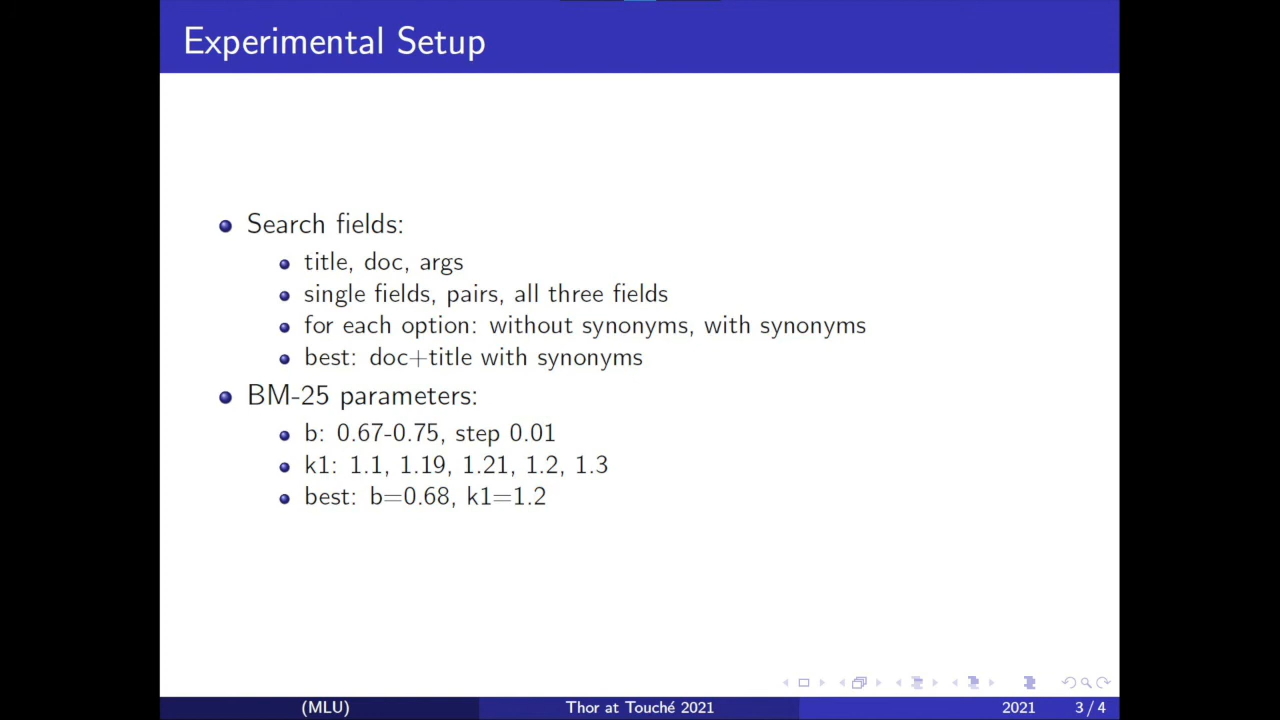 Experimental Setup
Search fields:
title, doc, args
single fields, pairs, all three fields
for each option: without synonyms, with synonyms
best: doc+title with synonyms
BM-25 parameters:
b: 0.67-0.75, step 0.01
k1: 1.1, 1.19, 1.21, 1.2, 1.3
best: b=0.68, k1=1.2
(MLU) Thor at Touché 2021 2021 3 / 4